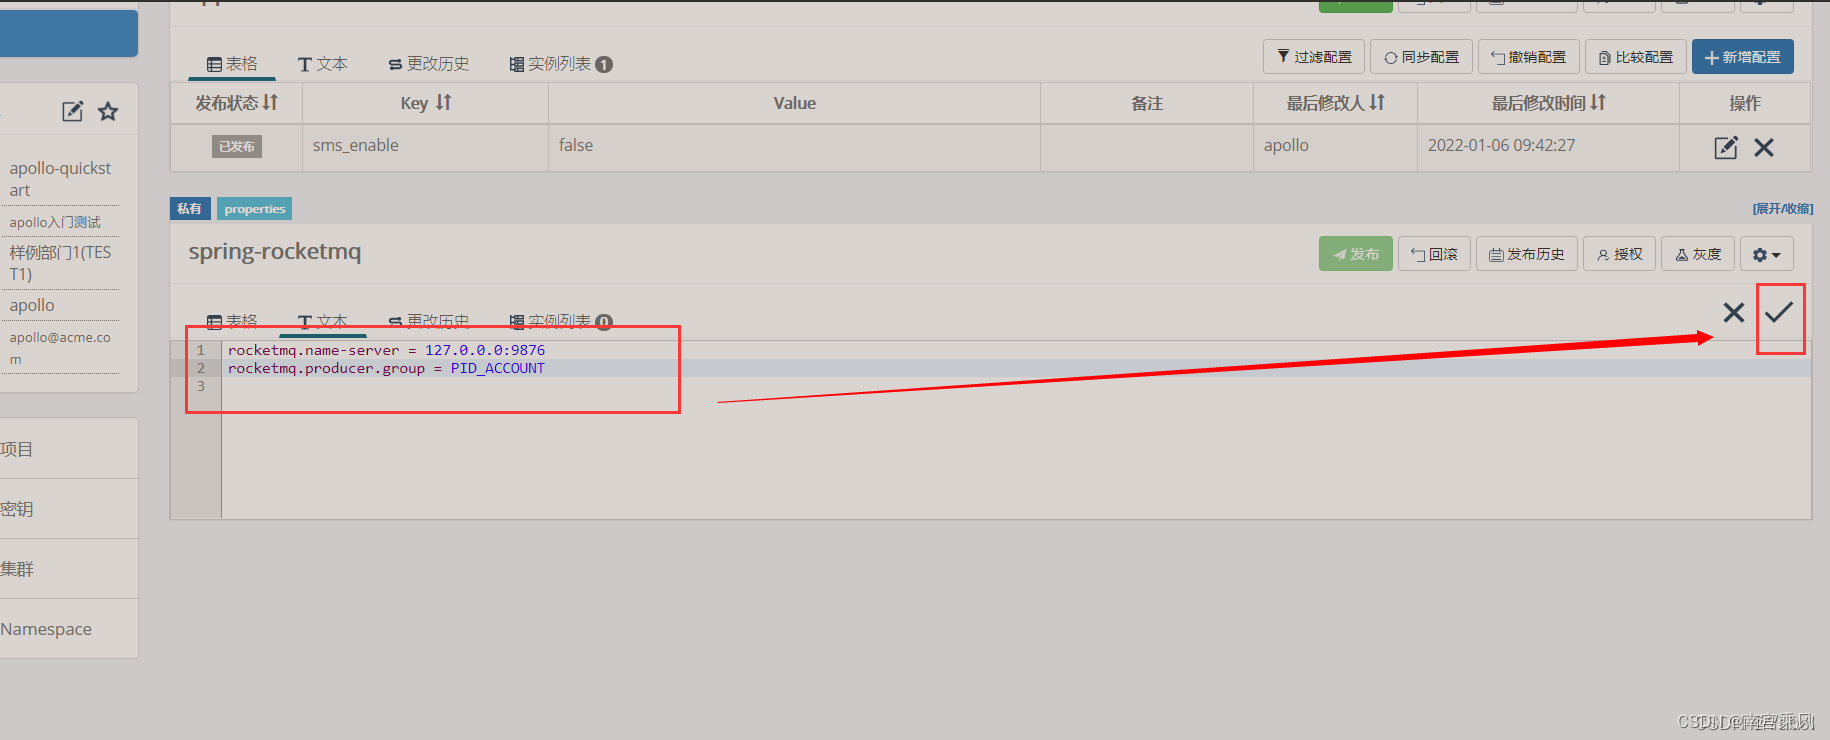 表格 文本 更改历史 实例列表 1 过滤配置 同步配置 撤销配置 比较配置 新增配置
发布状态 Key Value 备注 最后修改人 最后修改时间 操作
已发布 sms_enable false apollo 2022-01-06 09:42:27
apollo-quickst
art
apollo入门测试
样例部门1(TES
T1)
apollo
apollo@acme.co
m
项目
密钥
集群
Namespace
私有 properties [展开/收缩]
spring-rocketmq 发布 回滚 发布历史 授权 灰度
表格 文本 更改历史 实例列表 0
1 rocketmq.name-server = 127.0.0.0:9876
2 rocketmq.producer.group = PID_ACCOUNT
3